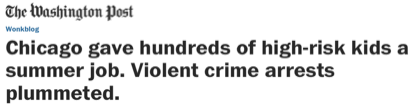 The Washington Post
Wonkblog
Chicago gave hundreds of high-risk kids a
summer job. Violent crime arrests
plummeted.